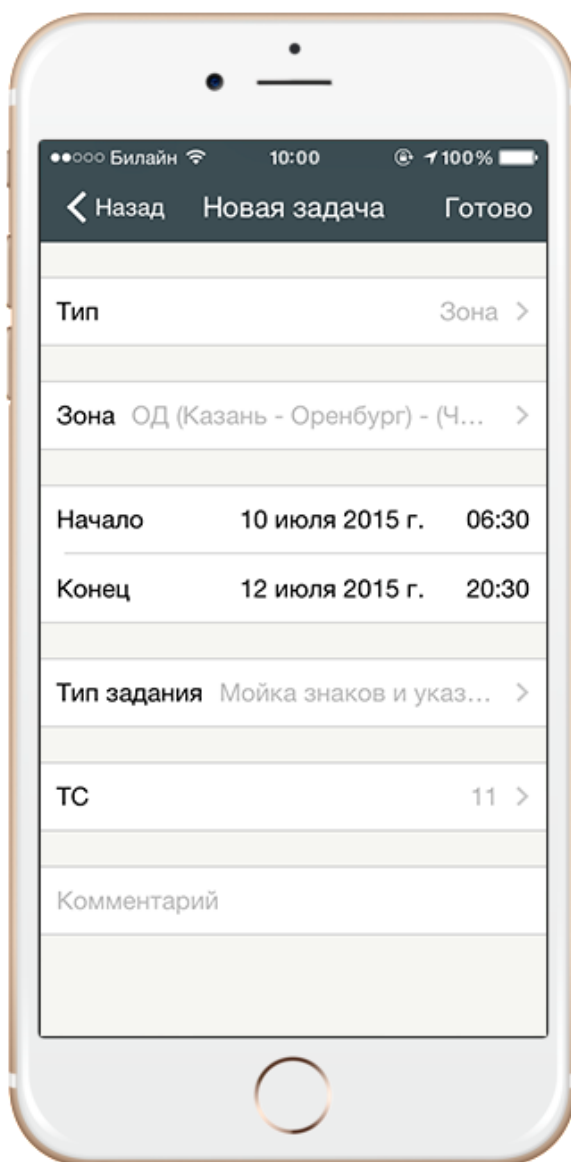 Билайн 10:00 100%
Назад Новая задача Готово
Тип Зона
Зона ОД (Казань - Оренбург) - (Ч...
Начало 10 июля 2015 г. 06:30
Конец 12 июля 2015 г. 20:30
Тип задания Мойка знаков и указ...
ТС 11
Комментарий